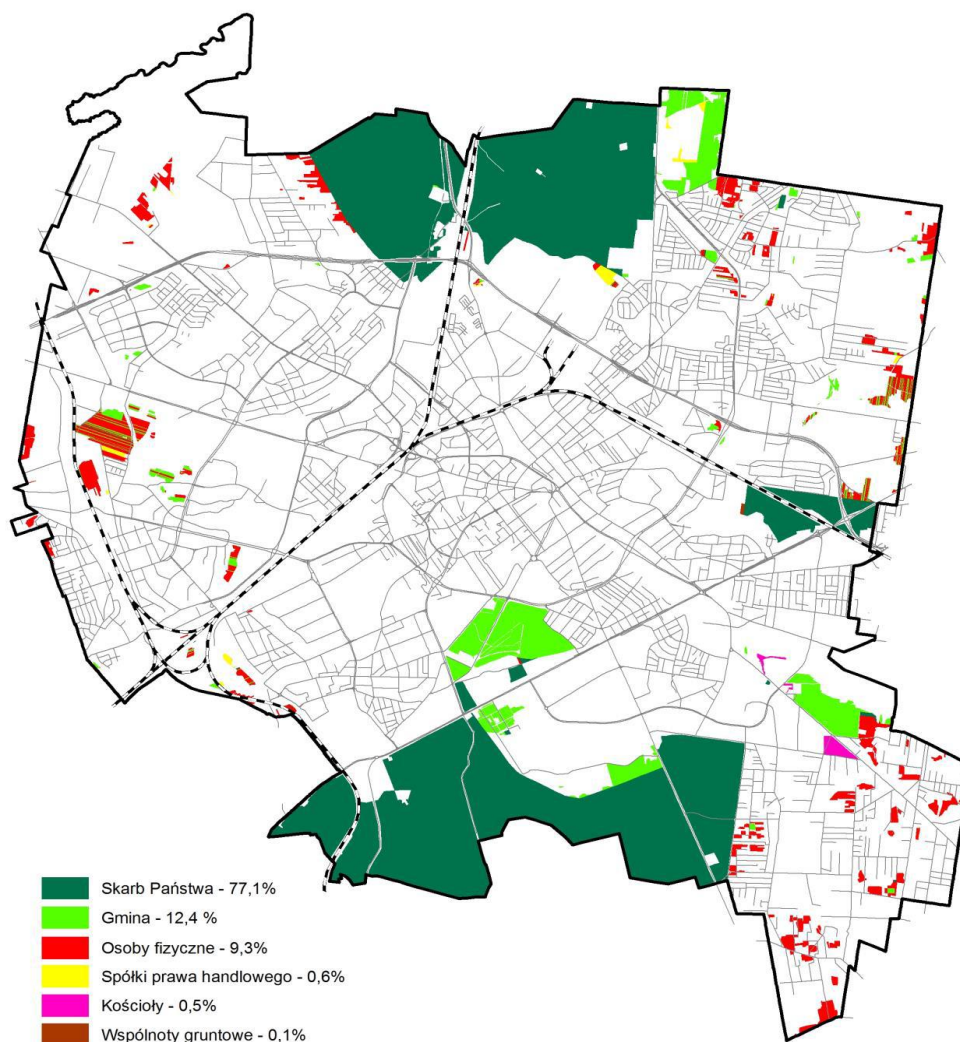 Skarb Państwa - 77,1%
Gmina - 12,4 %
Osoby fizyczne - 9,3%
Spółki prawa handlowego - 0,6%
Kościoły - 0,5%
Wspólnoty gruntowe - 0,1%